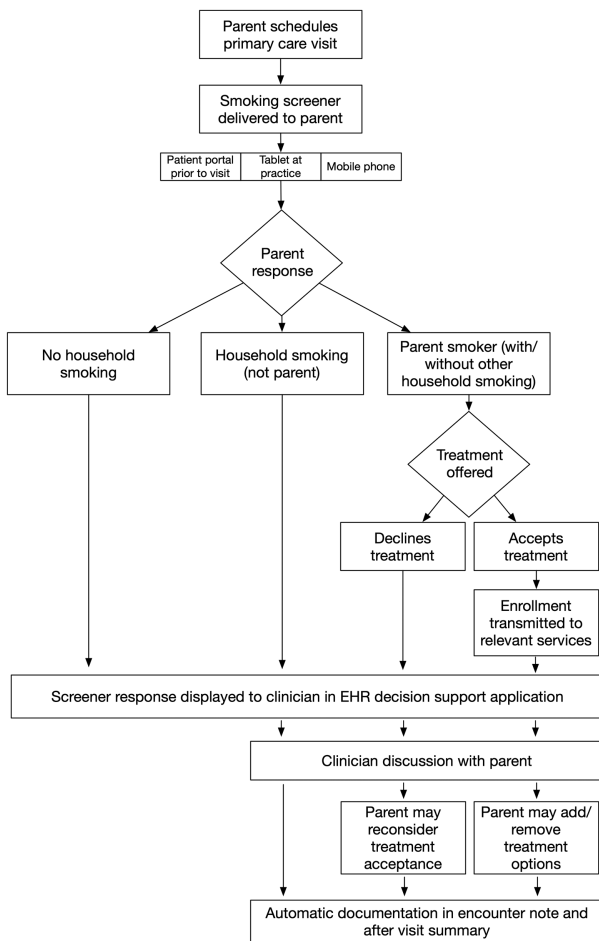 Parent schedules
primary care visit
Smoking screener
delivered to parent
Patient portal
prior to visit
Tablet at
practice
Mobile phone
Parent
response
No household
smoking
Household smoking
(not parent)
Parent smoker (with/
without other
household smoking)
Treatment
offered
Declines
treatment
Accepts
treatment
Enrollment
transmitted to
relevant services
Screener response displayed to clinician in EHR decision support application
Clinician discussion with parent
Parent may
reconsider
treatment
acceptance
Parent may add/
remove
treatment
options
Automatic documentation in encounter note and
after visit summary